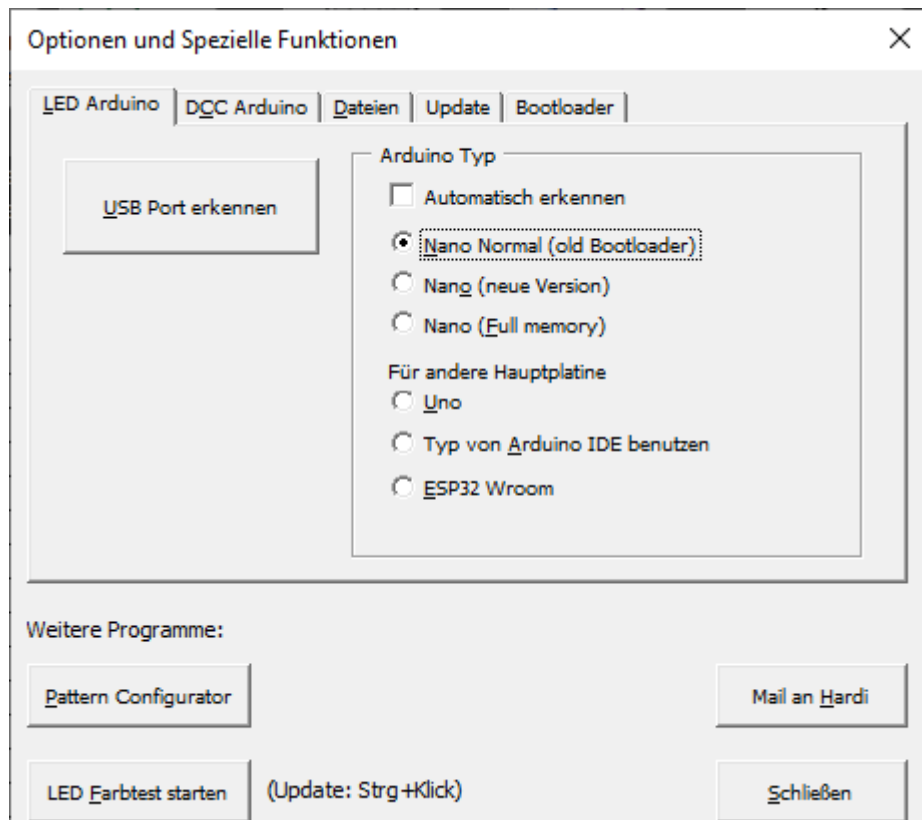 Optionen und Spezielle Funktionen
LED Arduino
DCC Arduino
Dateien
Update
Bootloader
USB Port erkennen
Arduino Typ
Automatisch erkennen
Nano Normal (old Bootloader)
Nano (neue Version)
Nano (Full memory)
Für andere Hauptplatine
Uno
Typ von Arduino IDE benutzen
ESP32 Wroom
Weitere Programme:
Pattern Configurator
Mail an Hardi
LED Farbtest starten
(Update: Strg+Klick)
Schließen